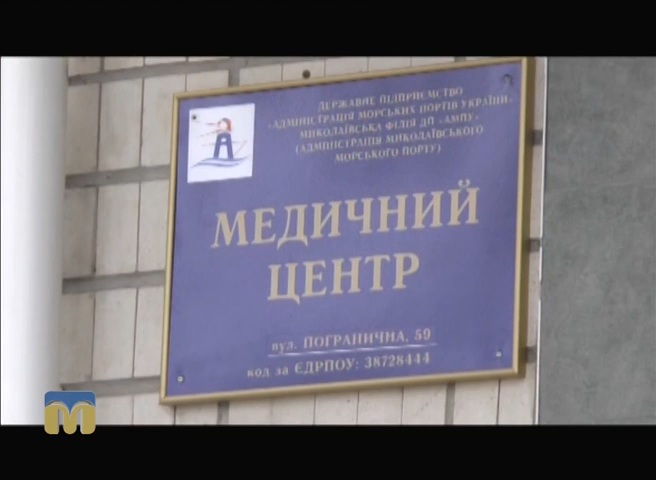 ДЕРЖАВНЕ ПІДПРИЄМСТВО
«АДМІНІСТРАЦІЯ МОРСЬКИХ ПОРТІВ УКРАЇНИ»
МИКОЛАЇВСЬКА ФІЛІЯ ДП «АМПУ»
(АДМІНІСТРАЦІЯ МИКОЛАЇВСЬКОГО
МОРСЬКОГО ПОРТУ)
МЕДИЧНИЙ
ЦЕНТР
вул. ПОГРАНИЧНА, 59
код за ЄДРПОУ: 38728444
М